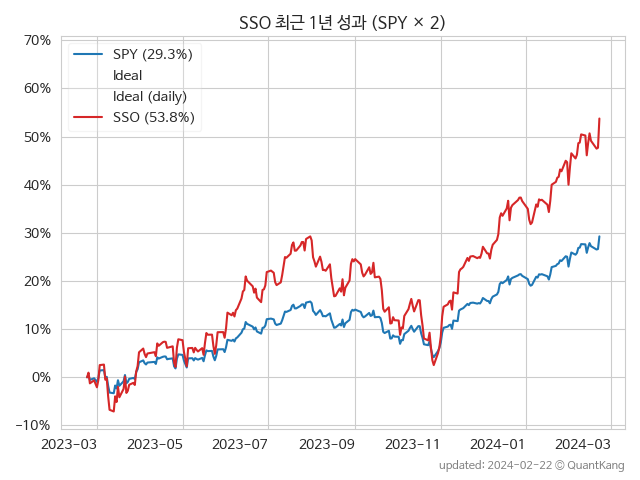 SSO 최근 1년 성과 (SPY × 2)
70%
60%
50%
40%
30%
20%
10%
0%
−10%
SPY (29.3%)
Ideal
Ideal (daily)
SSO (53.8%)
2023−03
2023−05
2023−07
2023−09
2023−11
2024−01
2024−03
updated: 2024−02−22 © QuantKang